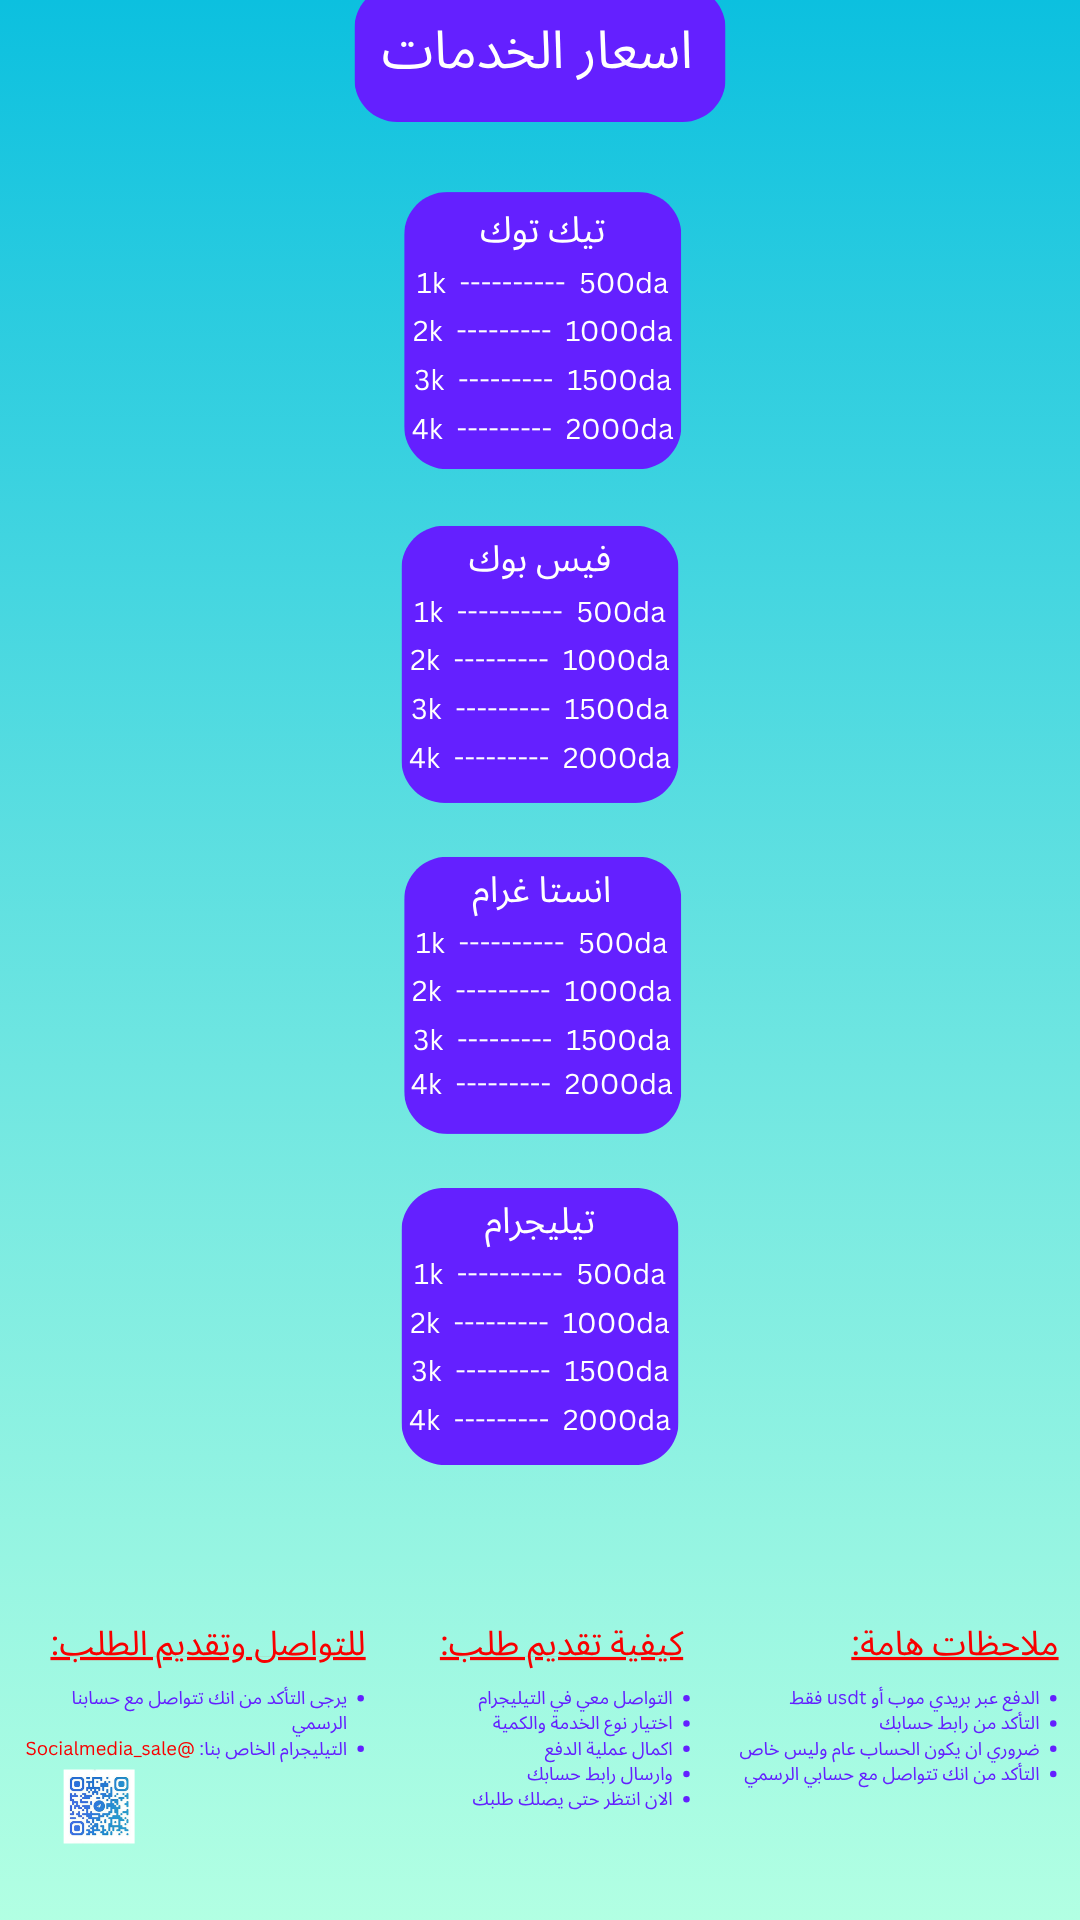 اسعار الخدمات
تيك توك
1k ---------- 500da
2k --------- 1000da
3k --------- 1500da
4k --------- 2000da
فيس بوك
1k ---------- 500da
2k --------- 1000da
3k --------- 1500da
4k --------- 2000da
انستا غرام
1k ---------- 500da
2k --------- 1000da
3k --------- 1500da
4k --------- 2000da
تيليجرام
1k ---------- 500da
2k --------- 1000da
3k --------- 1500da
4k --------- 2000da
ملاحظات هامة:
الدفع عبر بريدي موب أو usdt فقط
التأكد من رابط حسابك
ضروري ان يكون الحساب عام وليس خاص
التأكد من انك تتواصل مع حسابي الرسمي
كيفية تقديم طلب:
التواصل معي في التيليجرام
اختيار نوع الخدمة والكمية
اكمال عملية الدفع
وارسال رابط حسابك
الان انتظر حتى يصلك طلبك
للتواصل وتقديم الطلب:
يرجى التأكد من انك تتواصل مع حسابنا
الرسمي
التيليجرام الخاص بنا: @Socialmedia_sale